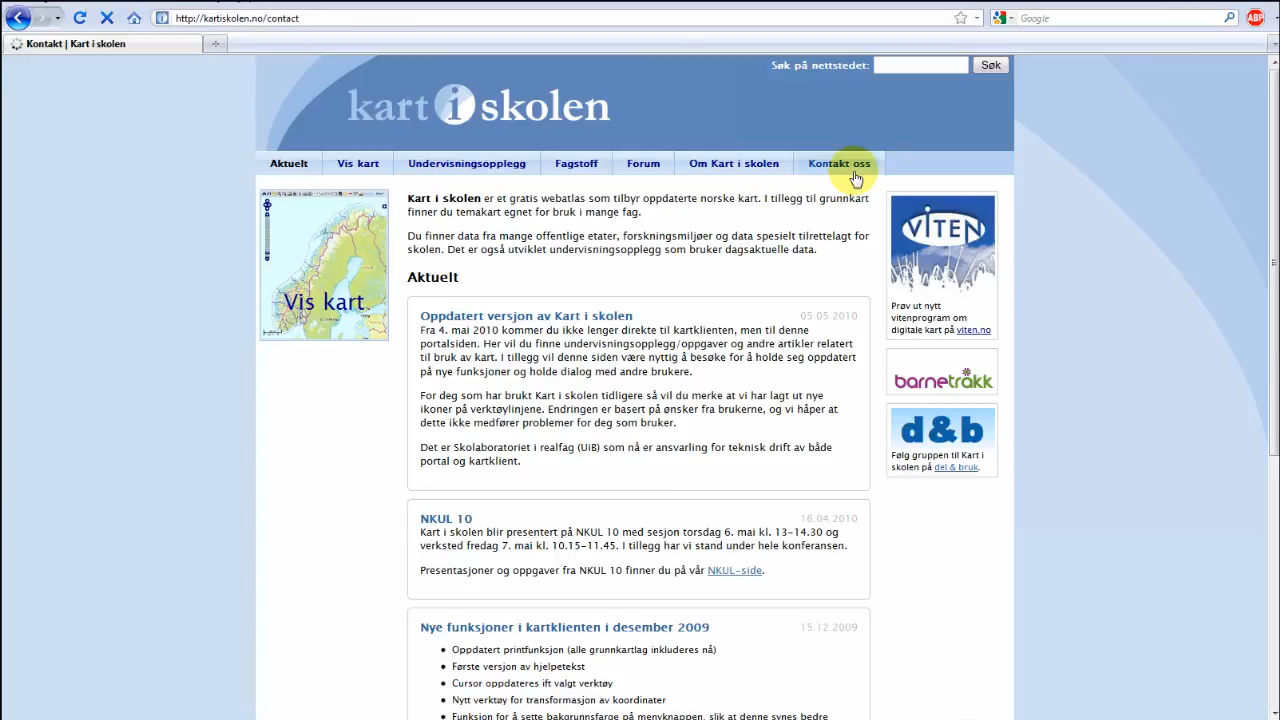 http://kartiskolen.no/contact
Google
ABP
Kontakt | Kart i skolen
Søk på nettstedet:
Søk
kart i skolen
Aktuelt
Vis kart
Undervisningsopplegg
Fagstoff
Forum
Om Kart i skolen
Kontakt oss
Vis kart
Kart i skolen er et gratis webatlas som tilbyr oppdaterte norske kart. I tillegg til grunnkart
finner du temakart egnet for bruk i mange fag.
Du finner data fra mange offentlige etater, forskningsmiljøer og data spesielt tilrettelagt for
skolen. Det er også utviklet undervisningsopplegg som bruker dagsaktuelle data.
Aktuelt
Oppdatert versjon av Kart i skolen
05.05.2010
Fra 4. mai 2010 kommer du ikke lenger direkte til kartklienten, men til denne
portalsiden. Her vil du finne undervisningsopplegg/oppgaver og andre artikler relatert
til bruk av kart. I tillegg vil denne siden være nyttig å besøke for å holde seg oppdatert
på nye funksjoner og holde dialog med andre brukere.
For deg som har brukt Kart i skolen tidligere så vil du merke at vi har lagt ut nye
ikoner på verktøylinjene. Endringen er basert på ønsker fra brukerne, og vi håper at
dette ikke medfører problemer for deg som bruker.
Det er Skolaboratoriet i realfag (UiB) som nå er ansvarling for teknisk drift av både
portal og kartklient.
NKUL 10
16.04.2010
Kart i skolen blir presentert på NKUL 10 med sesjon torsdag 6. mai kl. 13-14.30 og
verksted fredag 7. mai kl. 10.15-11.45. I tillegg har vi stand under hele konferansen.
Presentasjoner og oppgaver fra NKUL 10 finner du på vår NKUL-side.
Nye funksjoner i kartklienten i desember 2009
15.12.2009
Oppdatert printfunksjon (alle grunnkartlag inkluderes nå)
Første versjon av hjelpetekst
Cursor oppdateres ift valgt verktøy
Nytt verktøy for transformasjon av koordinater
Funksjon for å sette bakgrunnsfarge på menyknappen, slik at denne synes bedre
VITEN
Prøv ut nytt
vitenprogram om
digitale kart på viten.no
barnetråkk
d&b
Følg gruppen til Kart i
skolen på del & bruk.